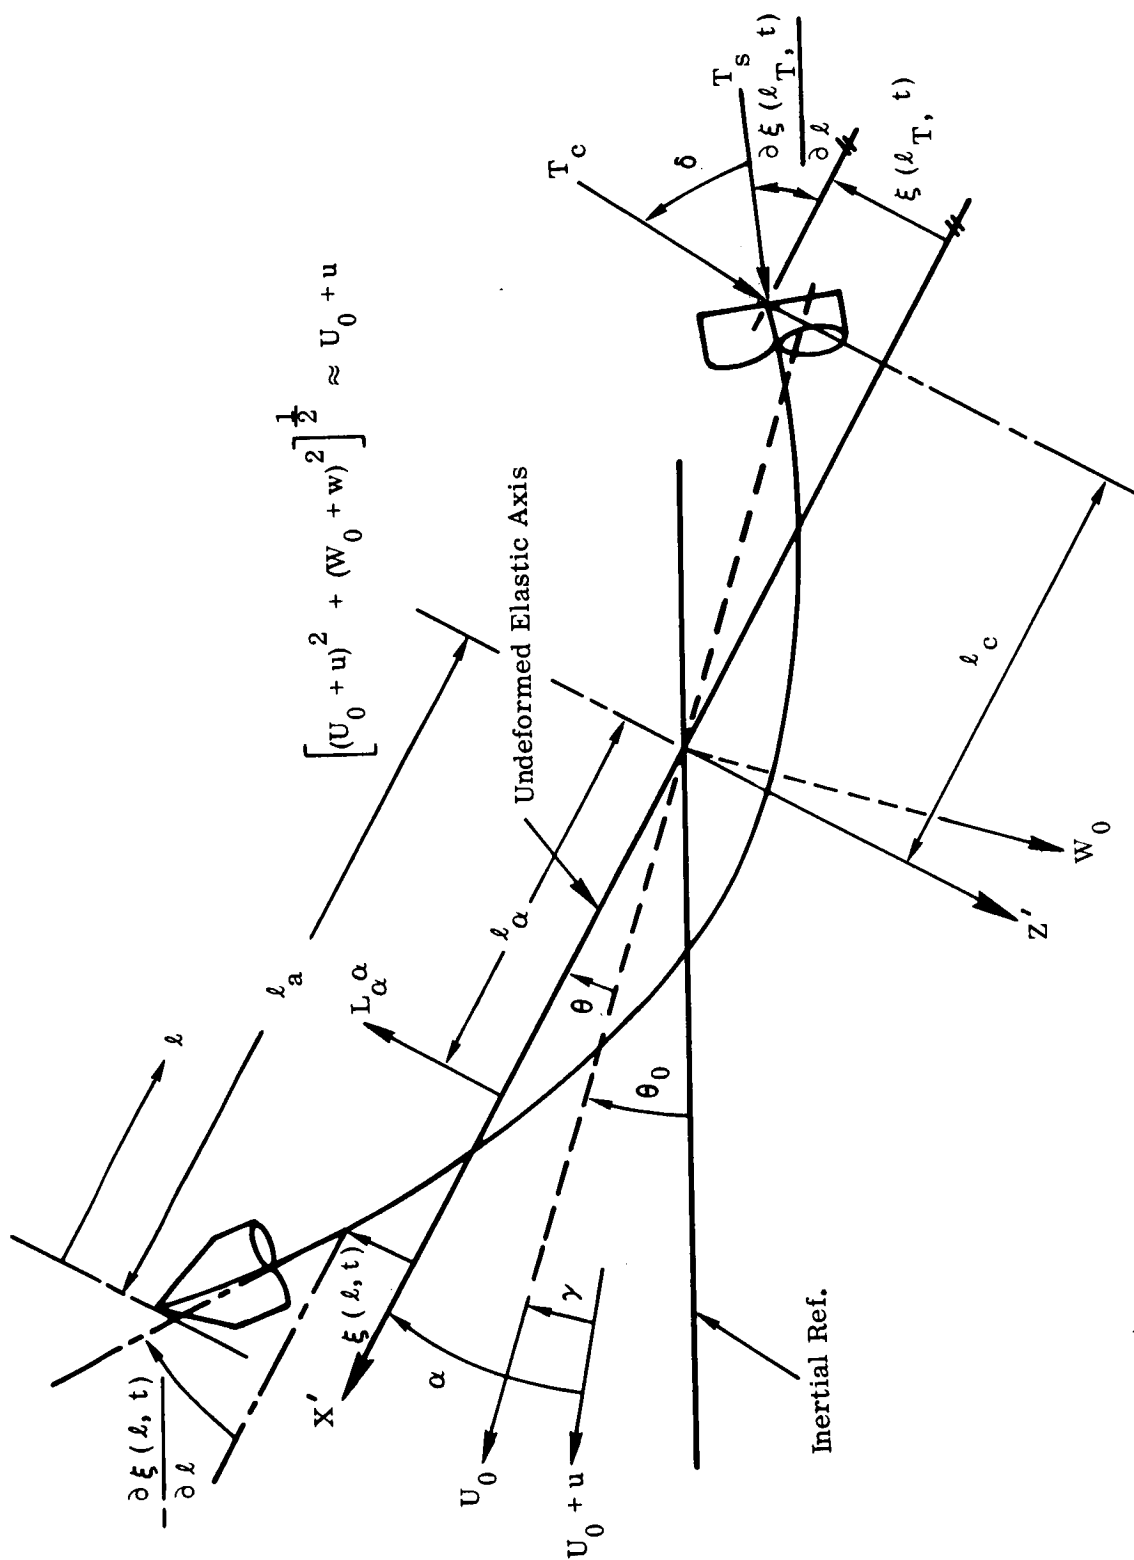 ∂ξ(ℓ, t)
∂ℓ
ℓ
ℓ_a
[(U_0 + u)^2 + (W_0 + w)^2]^{1/2} ≈ U_0 + u
T_c
δ
T_s
∂ξ(ℓ_T, t)
∂ℓ
ξ(ℓ_T, t)
L_α α
ℓ_α
Undeformed Elastic Axis
X'
ξ(ℓ, t)
α
θ
γ
θ_0
U_0
U_0 + u
Inertial Ref.
Z'
W_0
ℓ_c